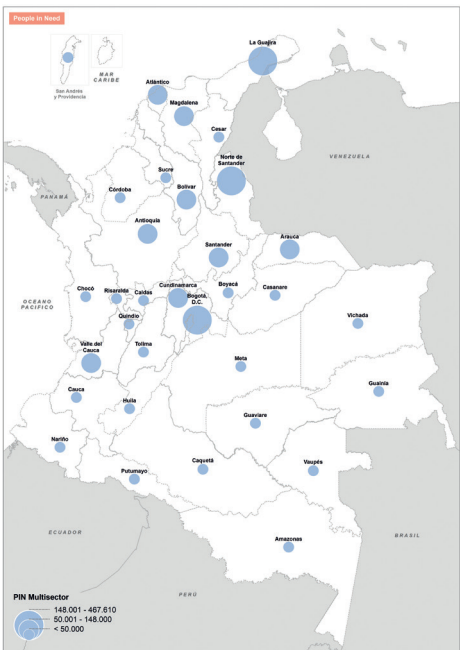 People in Need
La Guajira
MAR
CARIBE
San Andrés
y Providencia
Atlántico
Magdalena
Cesar
VENEZUELA
Norte de
Santander
Sucre
Córdoba
Bolívar
PANAMÁ
Antioquia
Arauca
Santander
Chocó
Risaralda
Caldas
Cundinamarca
Boyacá
Casanare
OCEANO
PACIFICO
Bogotá,
D.C.
Quindío
Vichada
Valle del
Cauca
Tolima
Meta
Guainía
Cauca
Huila
Guaviare
Nariño
Caquetá
Vaupés
Putumayo
ECUADOR
BRASIL
Amazonas
PERÚ
PIN Multisector
148.001 - 467.610
50.001 - 148.000
< 50.000